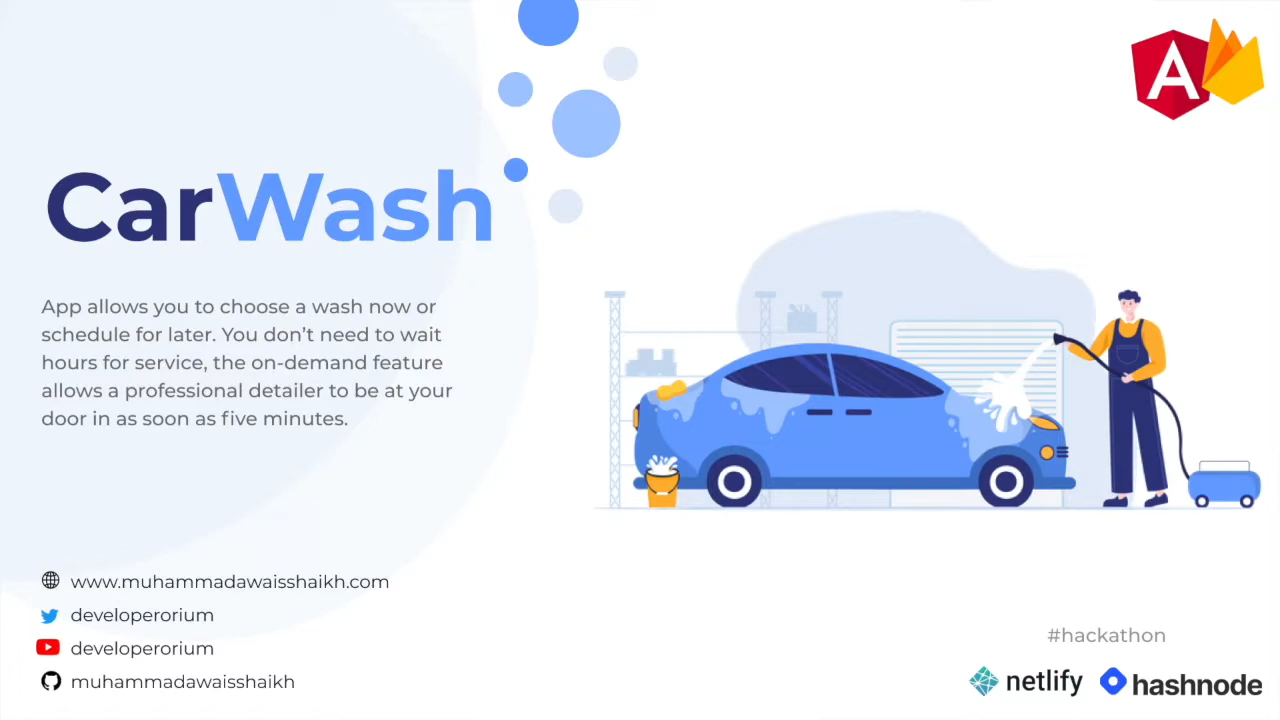 CarWash
App allows you to choose a wash now or
schedule for later. You don’t need to wait
hours for service, the on-demand feature
allows a professional detailer to be at your
door in as soon as five minutes.
www.muhammadawaisshaikh.com
developerorium
developerorium
muhammadawaisshaikh
A
#hackathon
netlify
hashnode